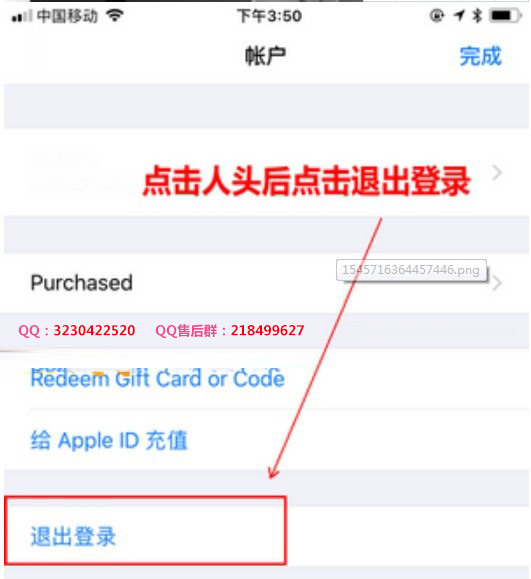 中国移动 下午3:50
帐户 完成
点击人头后点击退出登录
1545716364457446.png
Purchased
QQ：3230422520 QQ售后群：218499627
Redeem Gift Card or Code
给 Apple ID 充值
退出登录